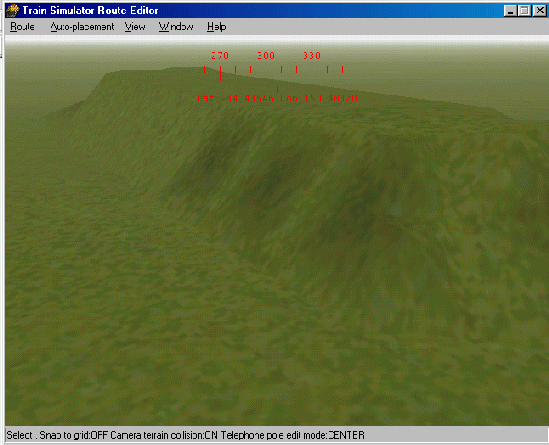 Train Simulator Route Editor
Route Auto-placement View Window Help
270 300 330
Select : Snap to grid:OFF Camera terrain collision:ON Telephone pole edit mode:CENTER